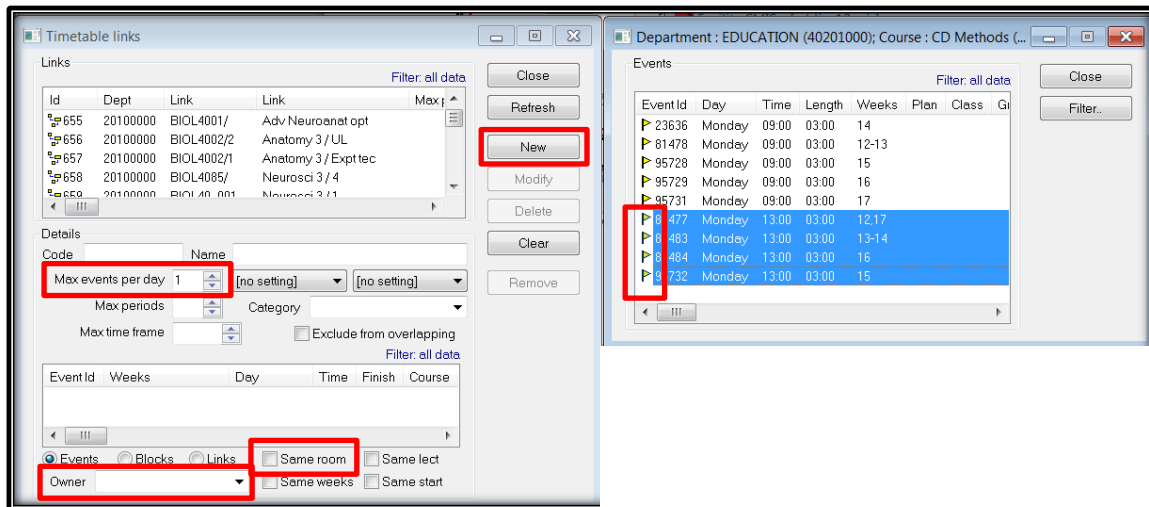 Timetable links
Links
Filter: all data
Id Dept Link Link Max
655 20100000 BIOL4001/ Adv Neuroanat opt
656 20100000 BIOL4002/2 Anatomy 3 / UL
657 20100000 BIOL4002/1 Anatomy 3 / Expt tec
658 20100000 BIOL4085/ Neurosci 3 / 4
659 20100000 BIOL40_001 Neurosci 3 / 1
Close
Refresh
New
Modify
Delete
Clear
Remove
Details
Code Name
Max events per day 1 [no setting] [no setting]
Max periods Category
Max time frame Exclude from overlapping
Filter: all data
Event Id Weeks Day Time Finish Course
Events Blocks Links Same room Same lect
Owner Same weeks Same start
Department : EDUCATION (40201000); Course : CD Methods (...
Events
Filter: all data
Event Id Day Time Length Weeks Plan Class
23636 Monday 09:00 03:00 14
81478 Monday 09:00 03:00 12-13
95728 Monday 09:00 03:00 15
95729 Monday 09:00 03:00 16
95731 Monday 09:00 03:00 17
Monday 13:00 03:00 12,17
Monday 13:00 03:00 13-14
Monday 13:00 03:00 16
Monday 13:00 03:00 15
Close
Filter..